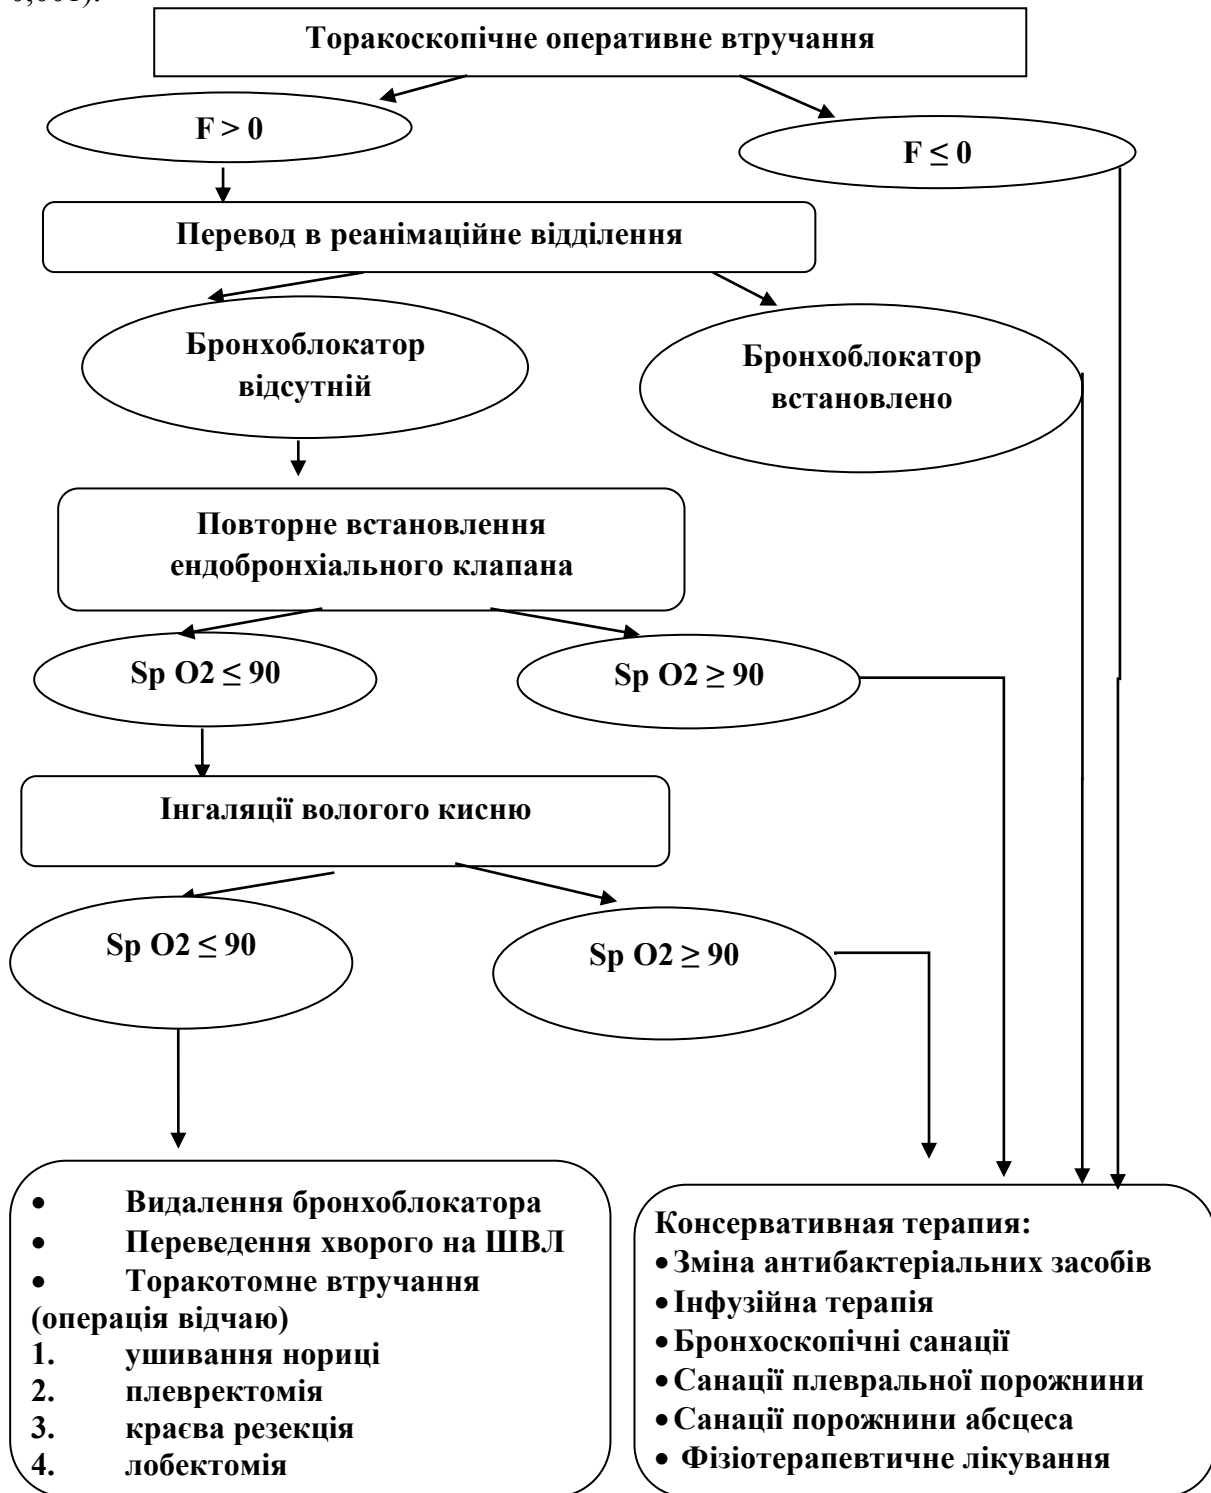 0,001).
Торакоскопічне оперативне втручання
F > 0
F ≤ 0
Перевод в реанімаційне відділення
Бронхоблокатор
відсутній
Бронхоблокатор
встановлено
Повторне встановлення
ендобронхіального клапана
Sp O2 ≤ 90
Sp O2 ≥ 90
Інгаляції вологого кисню
Sp O2 ≤ 90
Sp O2 ≥ 90
• Видалення бронхоблокатора
• Переведення хворого на ШВЛ
• Торакотомне втручання
(операція відчаю)
1. ушивання нориці
2. плевректомія
3. краєва резекція
4. лобектомія
Консервативная терапия:
• Зміна антибактеріальних засобів
• Інфузійна терапія
• Бронхоскопічні санації
• Санації плевральної порожнини
• Санації порожнини абсцеса
• Фізіотерапевтичне лікування